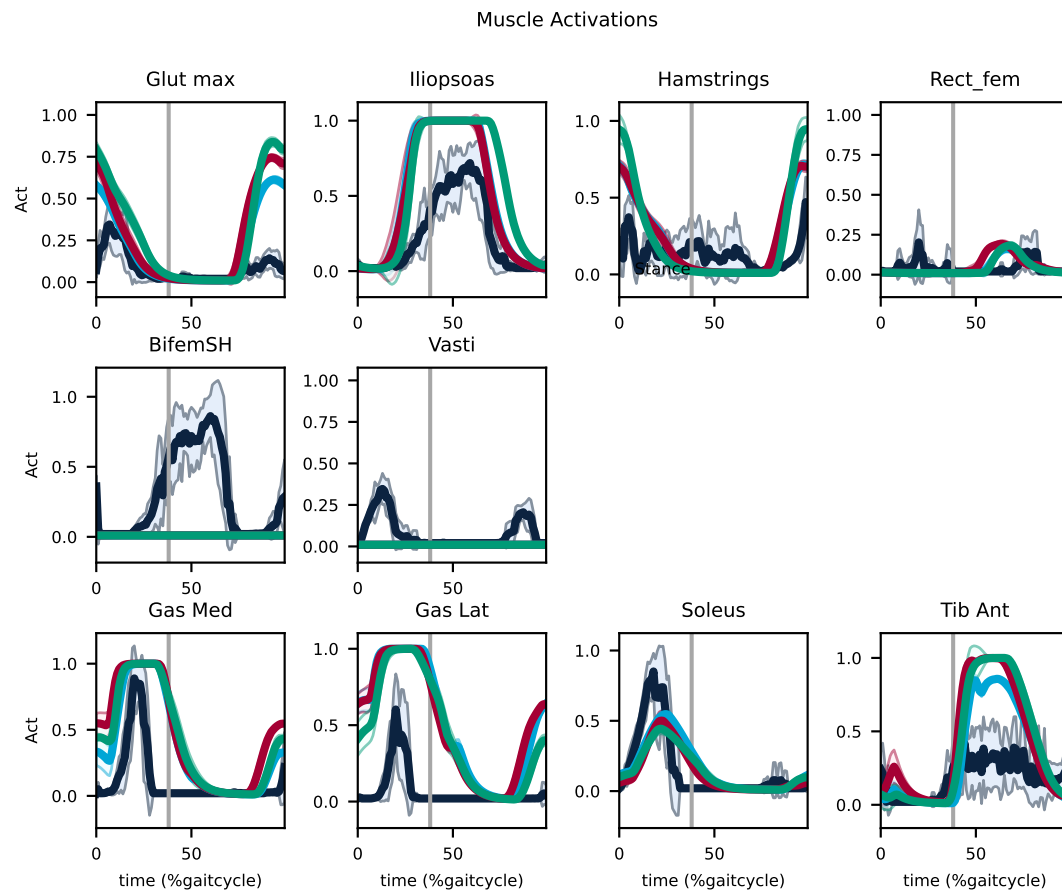 Muscle Activations
Glut max Iliopsoas Hamstrings Rect_fem
1.00 1.0 1.0 1.00
0.75 0.75
Act 0.50 0.5 0.5 0.50
0.25 0.25
0.00 0.0 0.0 Stance 0.00
0 50 0 50 0 50 0 50
BifemSH Vasti
1.0 1.00
0.75
Act 0.5 0.50
0.25
0.0 0.00
0 50 0 50
Gas Med Gas Lat Soleus Tib Ant
1.0 1.0 1.0 1.0
Act 0.5 0.5 0.5 0.5
0.0 0.0 0.0 0.0
0 50 0 50 0 50 0 50
time (%gaitcycle) time (%gaitcycle) time (%gaitcycle) time (%gaitcycle)